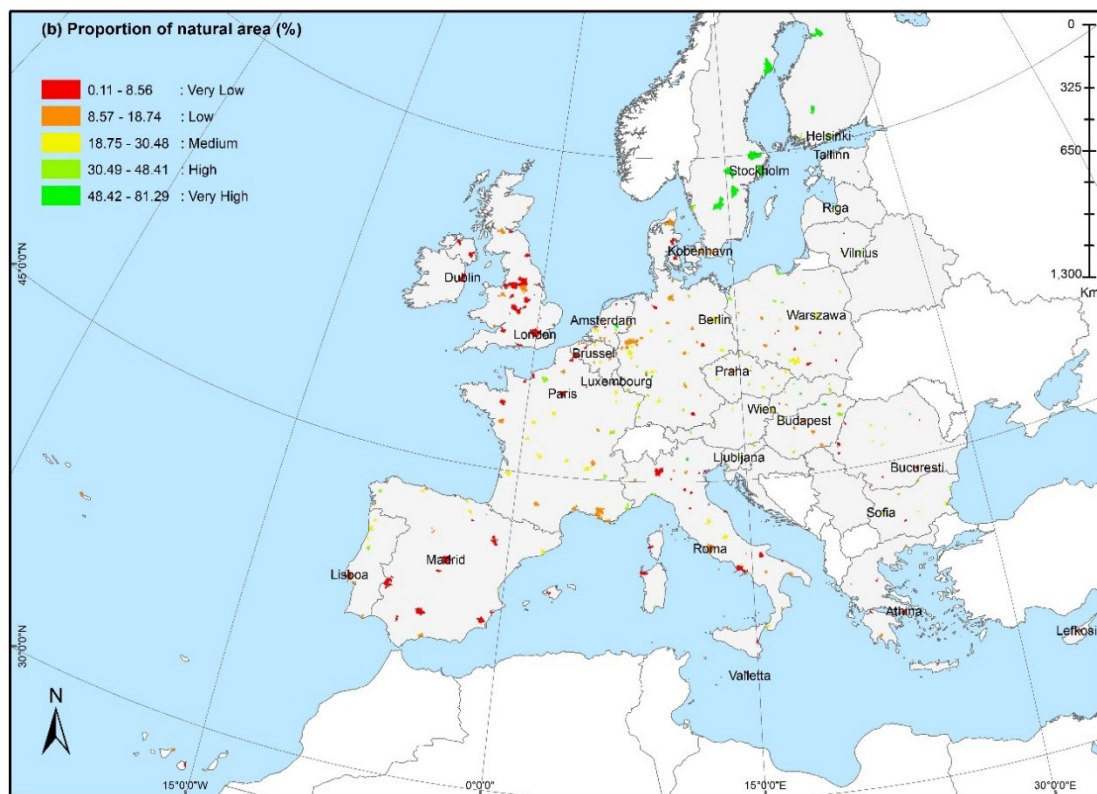 (b) Proportion of natural area (%)
0.11 - 8.56 : Very Low
8.57 - 18.74 : Low
18.75 - 30.48 : Medium
30.49 - 48.41 : High
48.42 - 81.29 : Very High
0
325
650
1,300
Km
Helsinki
Tallinn
Stockholm
Riga
Vilnius
København
Dublin
Amsterdam
Berlin
Warszawa
London
Brussel
Luxembourg
Praha
Paris
Wien
Budapest
Ljubljana
Bucuresti
Sofia
Roma
Madrid
Lisboa
Athina
Lefkosi
Valletta
45°0'0"N
30°0'0"N
N
15°0'0"W
0°0'0"
15°0'0"E
30°0'0"E